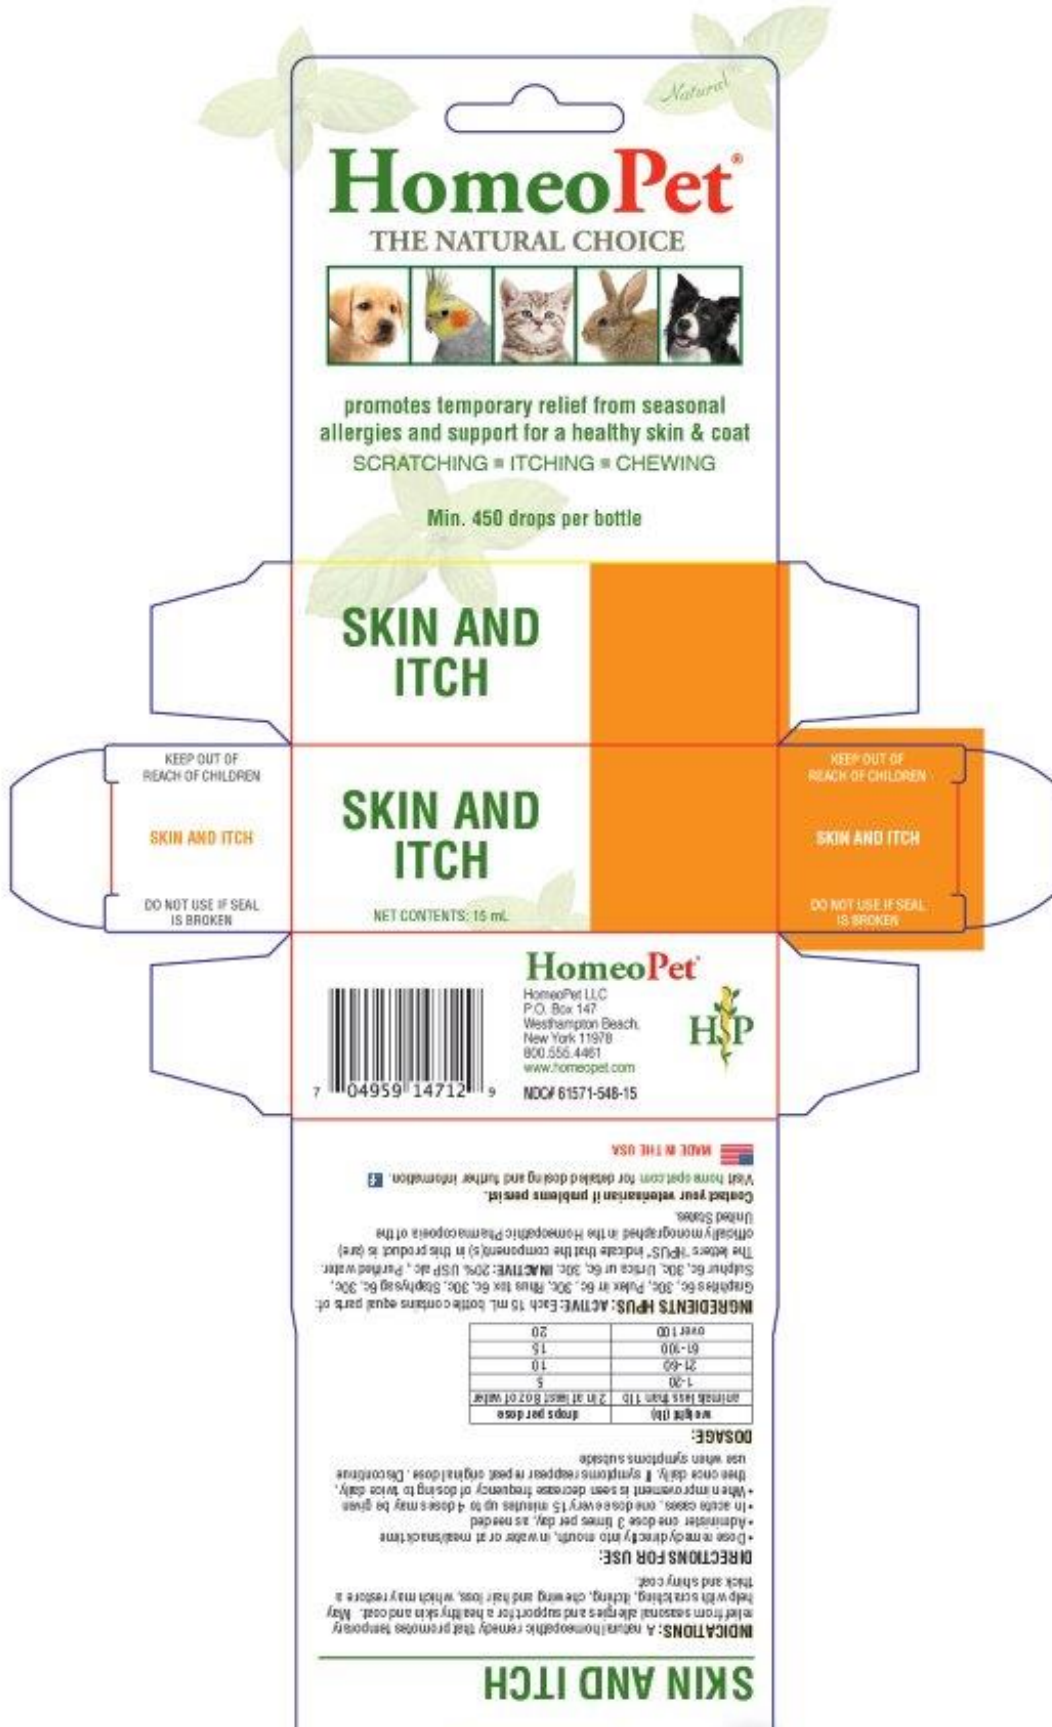 Natural
HomeoPet®
THE NATURAL CHOICE
promotes temporary relief from seasonal
allergies and support for a healthy skin & coat
SCRATCHING ▪ ITCHING ▪ CHEWING
Min. 450 drops per bottle
SKIN AND
ITCH
KEEP OUT OF
REACH OF CHILDREN
SKIN AND ITCH
DO NOT USE IF SEAL
IS BROKEN
SKIN AND
ITCH
NET CONTENTS: 15 mL
KEEP OUT OF
REACH OF CHILDREN
SKIN AND ITCH
DO NOT USE IF SEAL
IS BROKEN
HomeoPet®
HomeoPet LLC
P.O. Box 147
Westhampton Beach,
New York 11978
800.555.4461
www.homeopet.com
NDC# 61571-548-15
HP
7 04959 14712 9
SKIN AND ITCH
INDICATIONS: A natural homeopathic remedy that promotes temporary
relief from seasonal allergies and support for a healthy skin and coat. May
help with scratching, itching, chewing and hair loss, which may restore a
thick and shiny coat.
DIRECTIONS FOR USE:
• Dose remedy directly into mouth, in water or at meal/snack time
• Administer one dose 3 times per day, as needed
• In acute cases, one dose every 15 minutes up to 4 doses may be given
• When improvement is seen decrease frequency of dosing to twice daily,
then once daily. If symptoms reappear repeat original dose. Discontinue
use when symptoms subside
DOSAGE:
weight (lb) drops per dose
animals less than 1 lb 2 in at least 8 oz of water
1-20 5
21-60 10
61-100 15
over 100 20
INGREDIENTS HPUS: ACTIVE: Each 15 mL bottle contains equal parts of:
Graphites 6c, 30c, Pulex irr 6c, 30c, Rhus tox 6c, 30c, Staphysag 6c, 30c,
Sulphur 6c, 30c, Urtica ur 6c, 30c. INACTIVE: 20% USP alc., Purified water.
The letters "HPUS" indicate that the component(s) in this product is (are)
officially monographed in the Homeopathic Pharmacopoeia of the
United States.
Contact your veterinarian if problems persist.
Visit homeopet.com for detailed dosing and further information. f
MADE IN THE USA